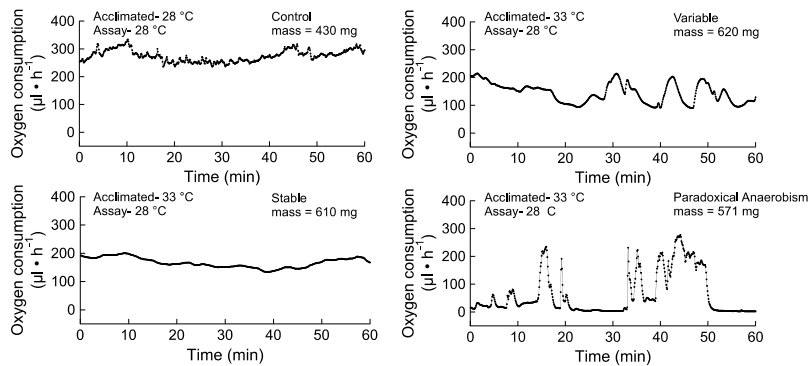 Acclimated- 28 °C Control
Assay- 28 °C mass = 430 mg
400
300
200
100
0
Oxygen consumption
(µl • h⁻¹)
0 10 20 30 40 50 60
Time (min)
Acclimated- 33 °C Variable
Assay- 28 °C mass = 620 mg
400
300
200
100
0
Oxygen consumption
(µl • h⁻¹)
0 10 20 30 40 50 60
Time (min)
Acclimated- 33 °C Stable
Assay- 28 °C mass = 610 mg
400
300
200
100
0
Oxygen consumption
(µl • h⁻¹)
0 10 20 30 40 50 60
Time (min)
Acclimated- 33 °C Paradoxical Anaerobism
Assay- 28 C mass = 571 mg
400
300
200
100
0
Oxygen consumption
(µl • h⁻¹)
0 10 20 30 40 50 60
Time (min)